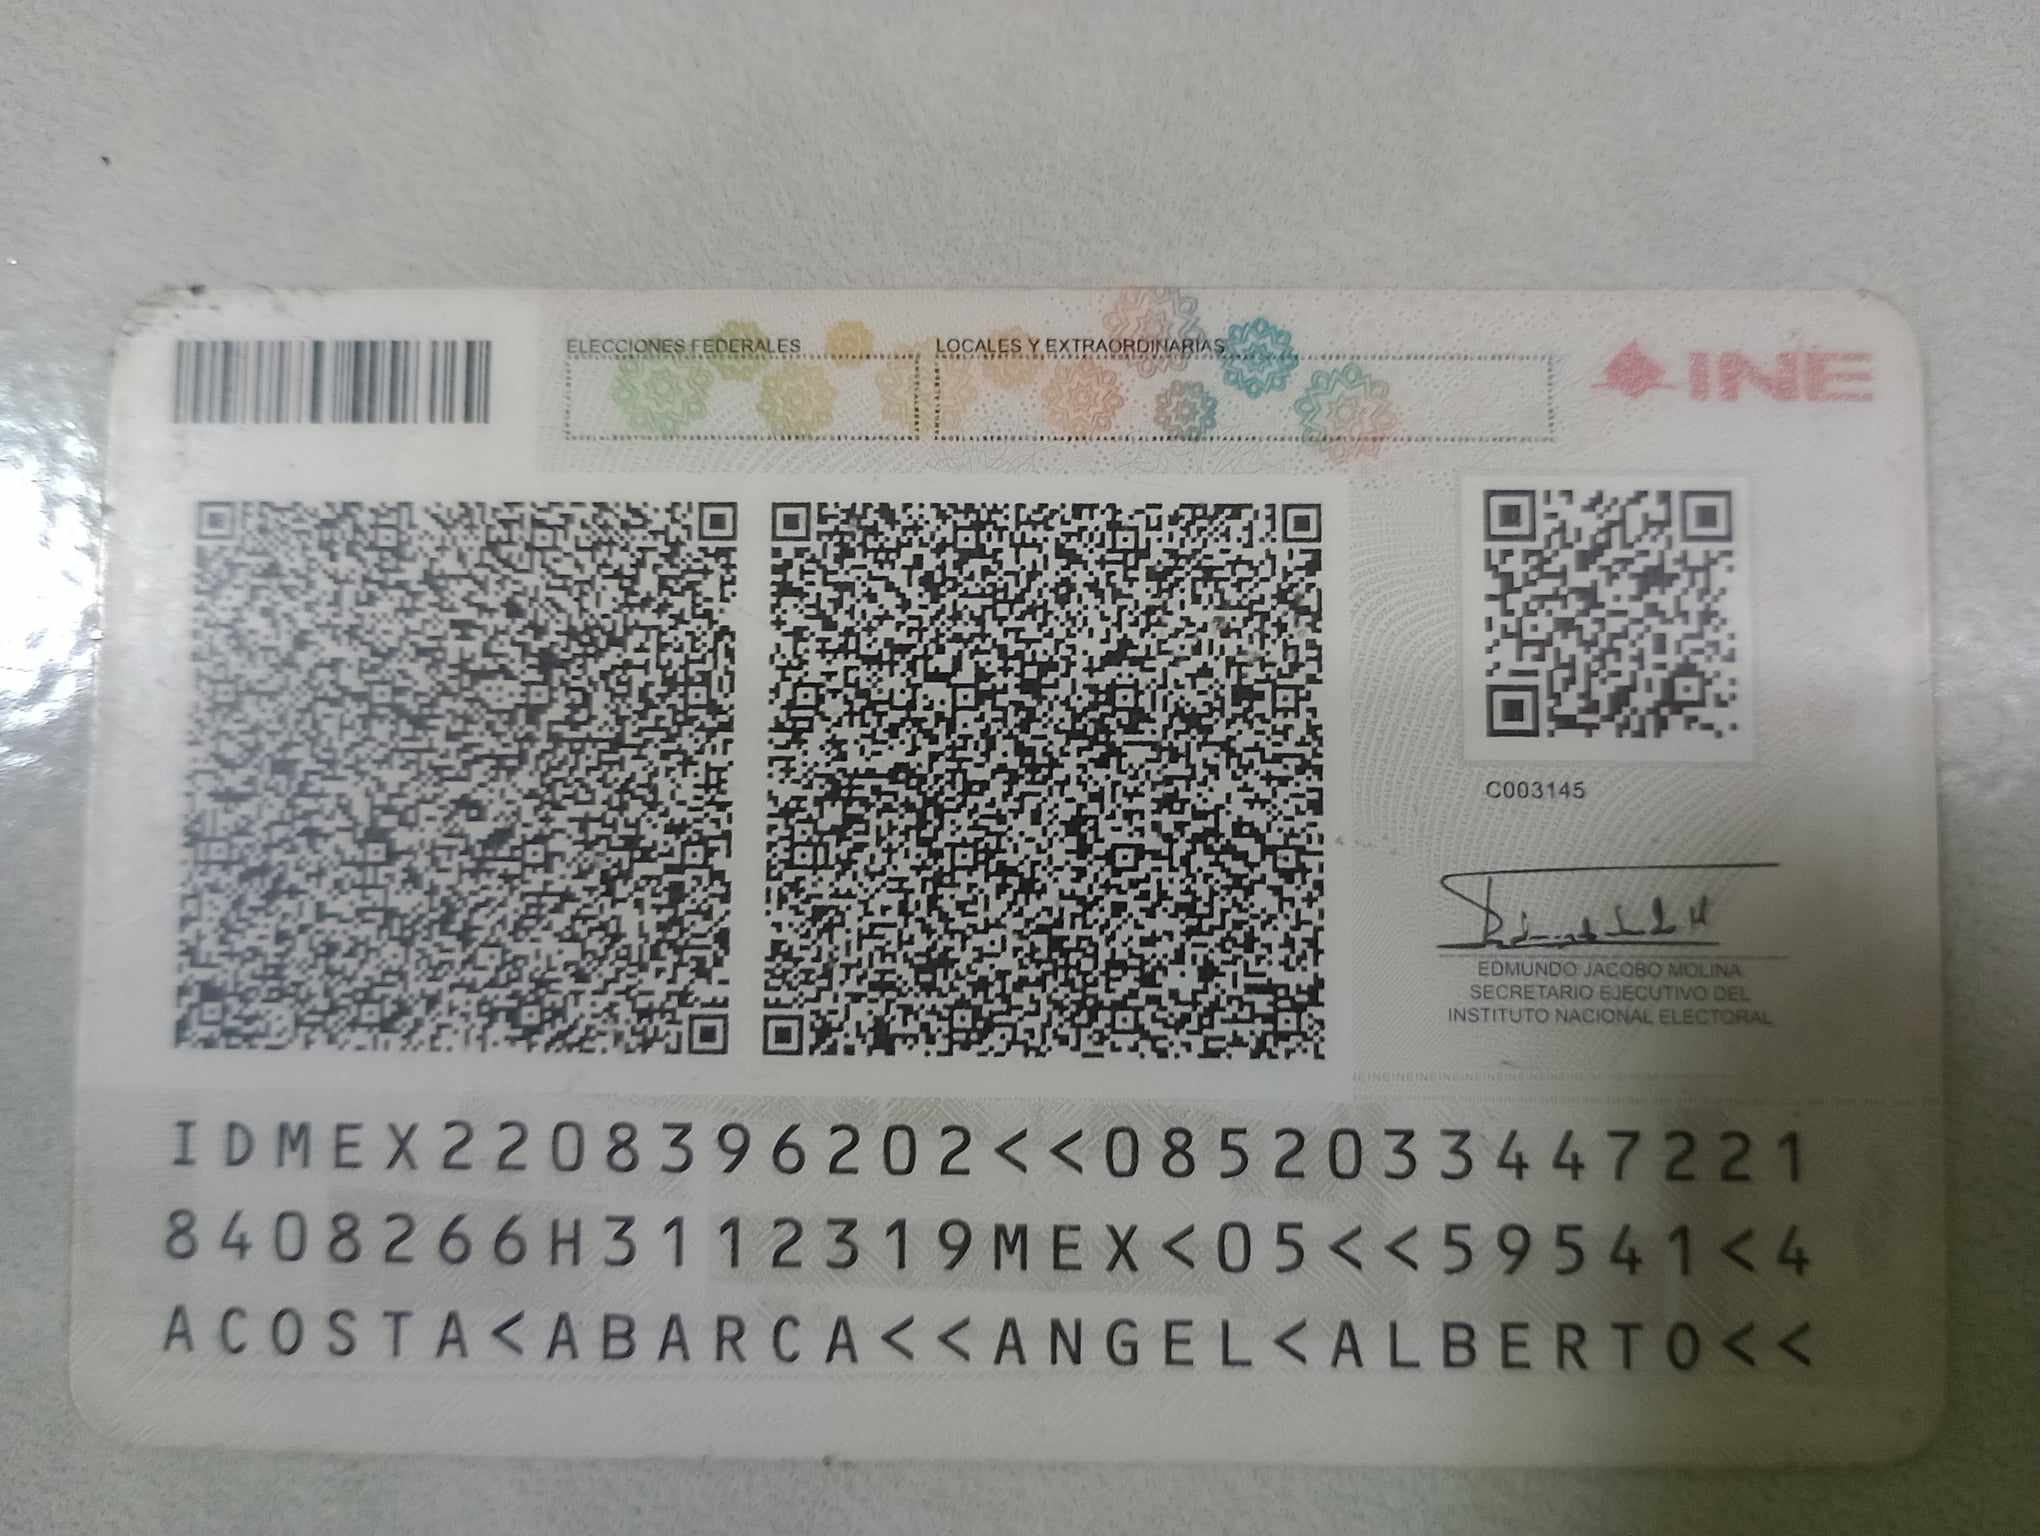 ELECCIONES FEDERALES
LOCALES Y EXTRAORDINARIAS
INE
C003145
EDMUNDO JACOBO MOLINA
SECRETARIO EJECUTIVO DEL
INSTITUTO NACIONAL ELECTORAL
IDMEX2208396202<<0852033447221
8408266H3112319MEX<05<<59541<4
ACOSTA<ABARCA<<ANGEL<ALBERTO<<